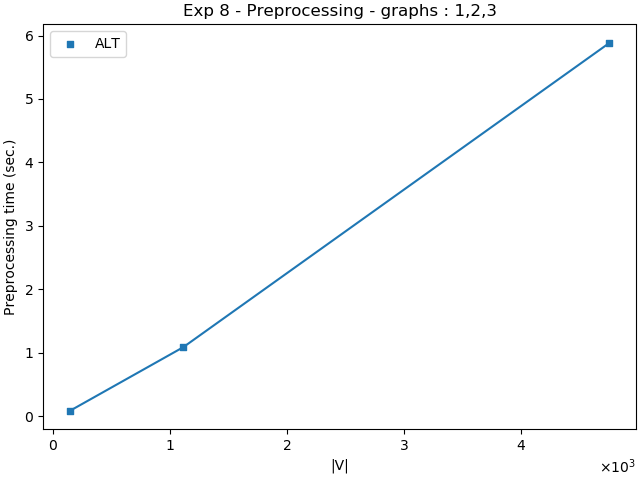 Exp 8 - Preprocessing - graphs : 1,2,3
ALT
Preprocessing time (sec.)
6
5
4
3
2
1
0
0 1 2 3 4
|V|
×10³